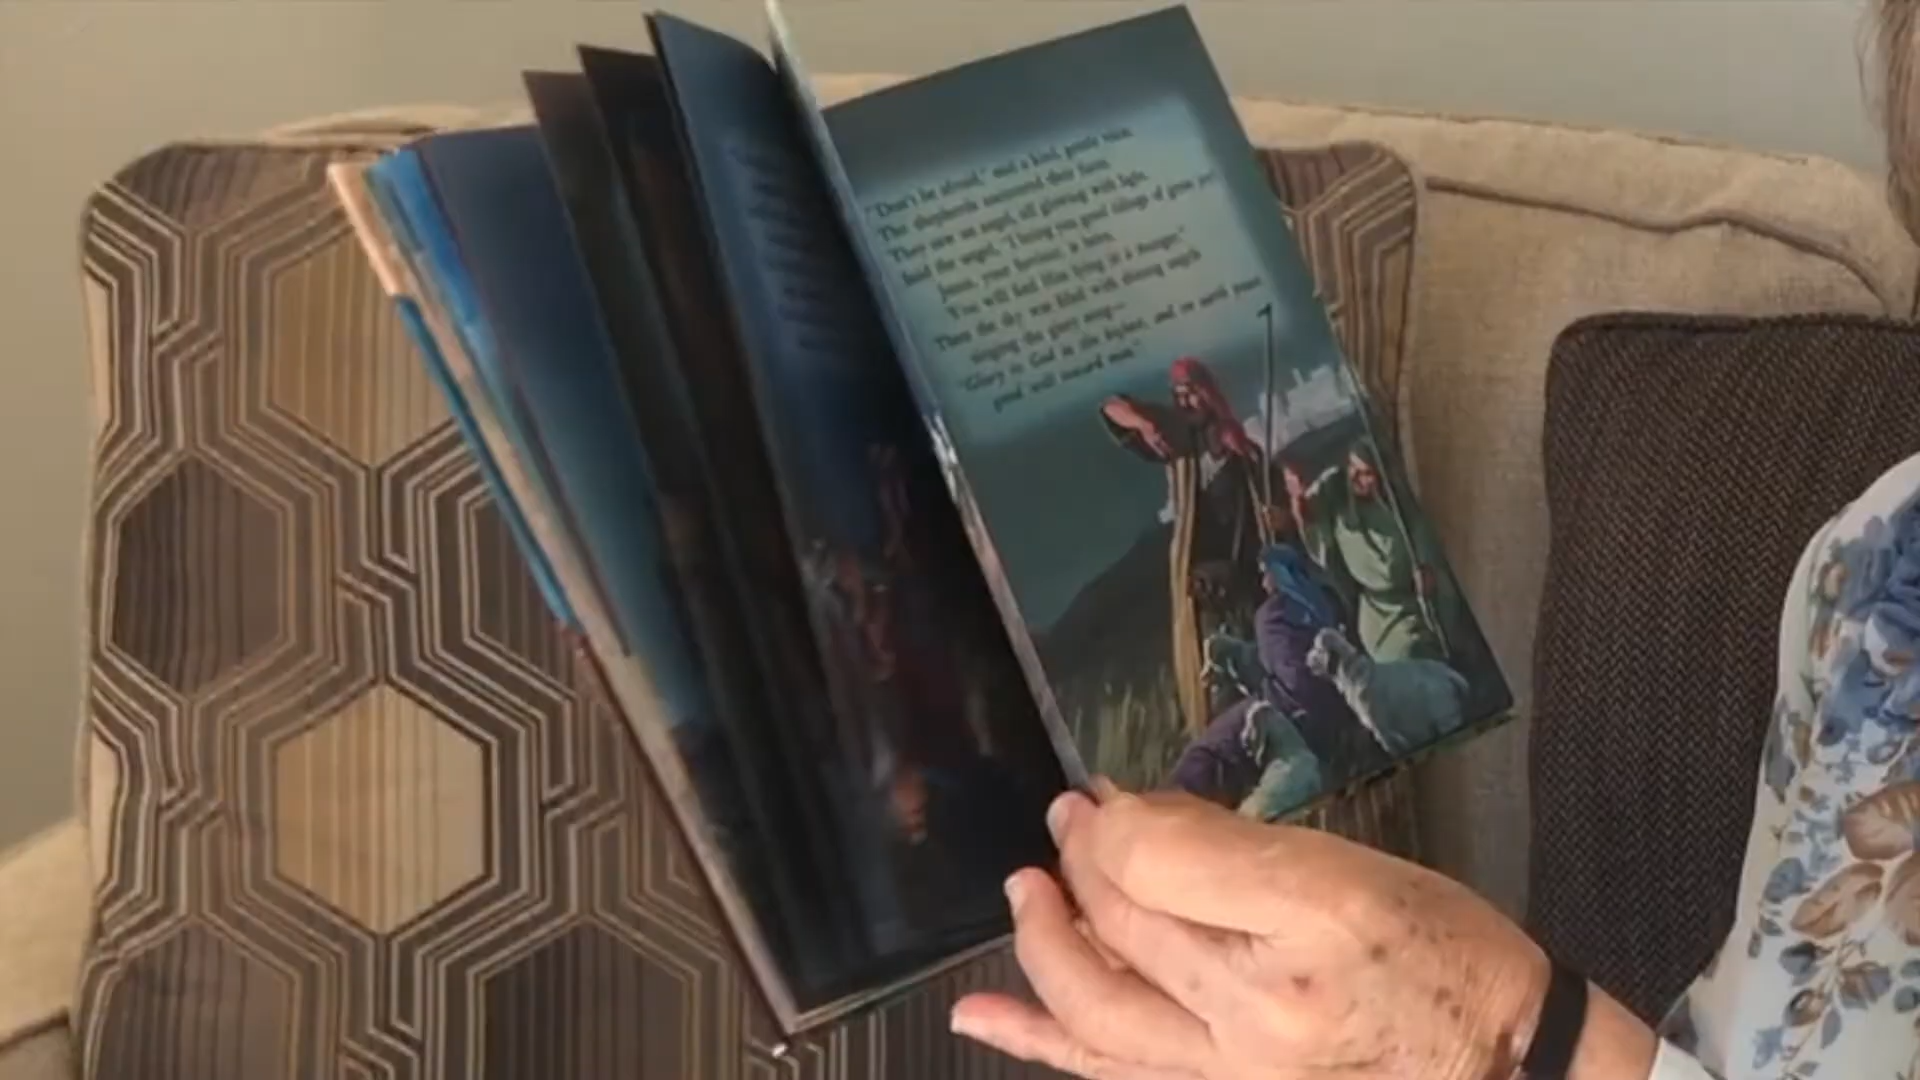 "Don't be afraid," said a kind, gentle voice.
The shepherds uncovered their faces.
They saw an angel, all glowing with light.
Said the angel, "I bring you good tidings of great joy!
Jesus, your Saviour, is born.
You will find Him lying in a manger."
Then the sky was filled with shining angels
singing the glory song—
"Glory to God in the highest, and on earth peace,
good will toward men."